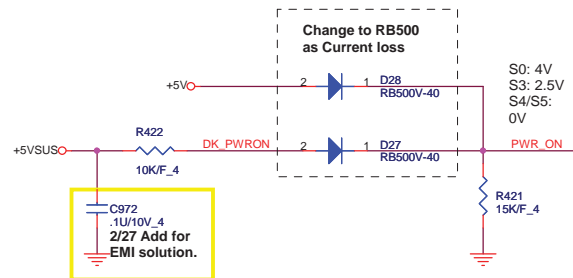 Change to RB500
as Current loss
+5V
2
1
D28
RB500V-40
S0: 4V
S3: 2.5V
S4/S5:
0V
+5VSUS
R422
10K/F_4
DK_PWRON
2
1
D27
RB500V-40
PWR_ON
R421
15K/F_4
C972
.1U/10V_4
2/27 Add for
EMI solution.